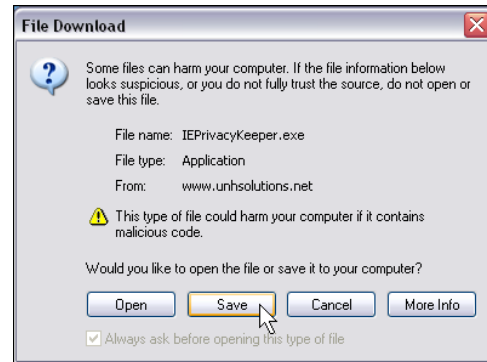 File Download
Some files can harm your computer. If the file information below
looks suspicious, or you do not fully trust the source, do not open or
save this file.
File name: IEPrivacyKeeper.exe
File type: Application
From: www.unhsolutions.net
This type of file could harm your computer if it contains
malicious code.
Would you like to open the file or save it to your computer?
Open Save Cancel More Info
Always ask before opening this type of file